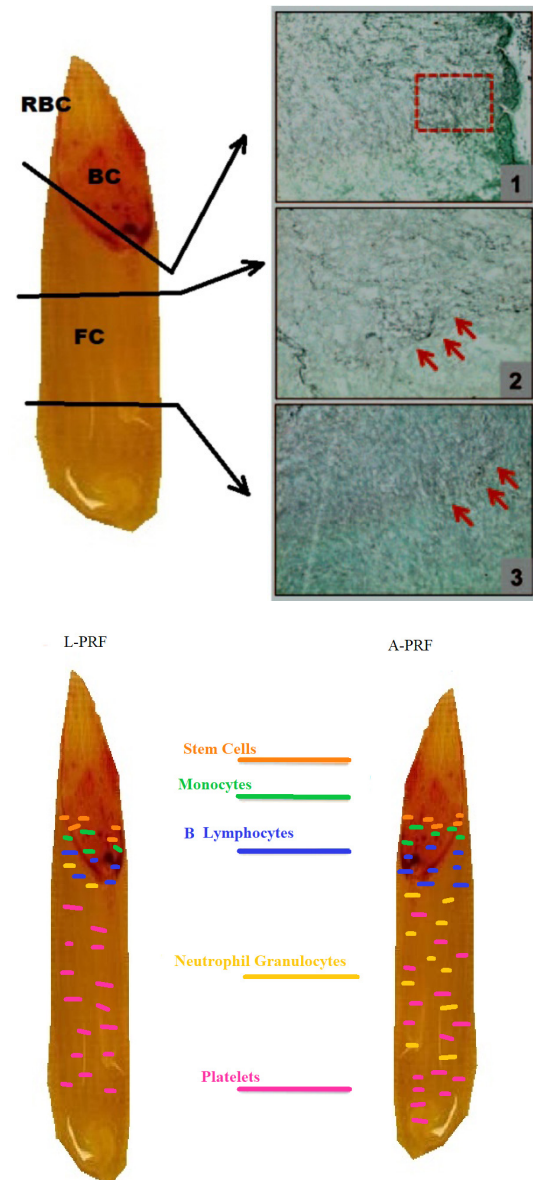 RBC
BC
FC
1
2
3
L-PRF
A-PRF
Stem Cells
Monocytes
B Lymphocytes
Neutrophil Granulocytes
Platelets